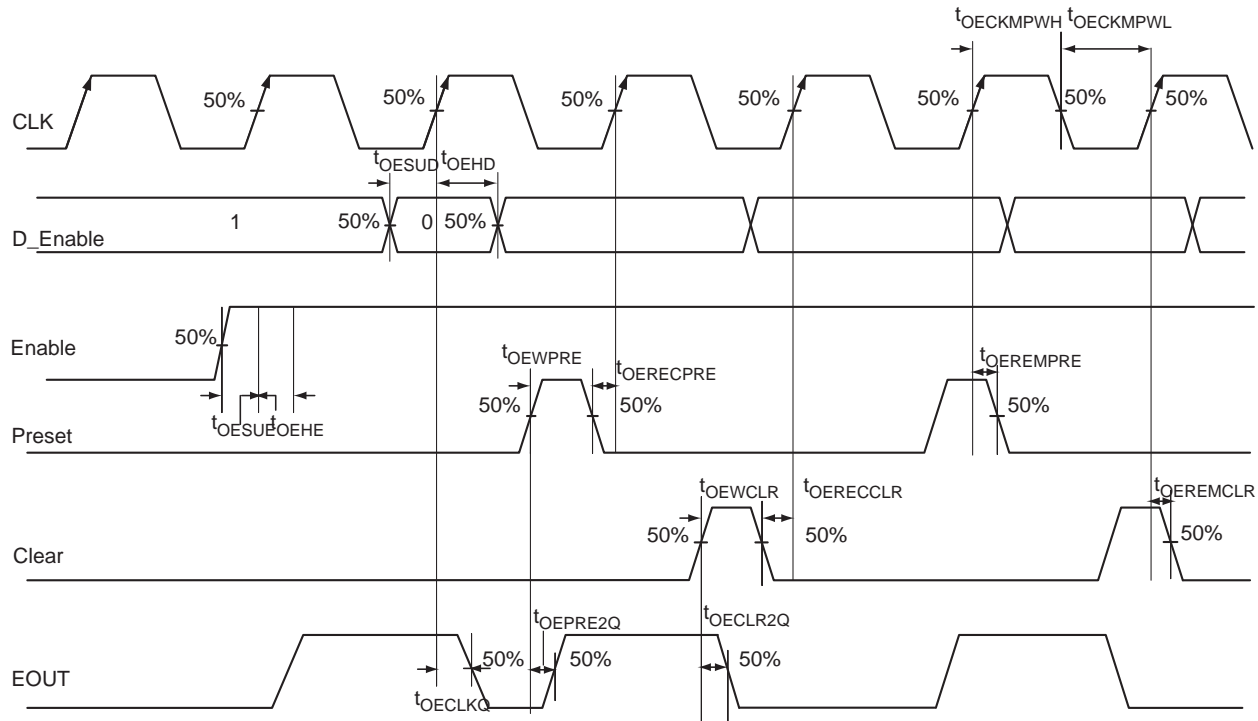 tOECKMPWH tOECKMPWL
50% 50% 50% 50% 50% 50% 50%
CLK
tOESUD tOEHD
1 50% 0 50%
D_Enable
50%
Enable
tOEWPRE tOERECPRE tOEREMPRE
50% 50% 50%
tOESUE tOEHE
Preset
tOEWCLR tOERECCLR tOEREMCLR
50% 50% 50%
Clear
tOEPRE2Q tOECLR2Q
50% 50% 50%
EOUT
tOECLKQ